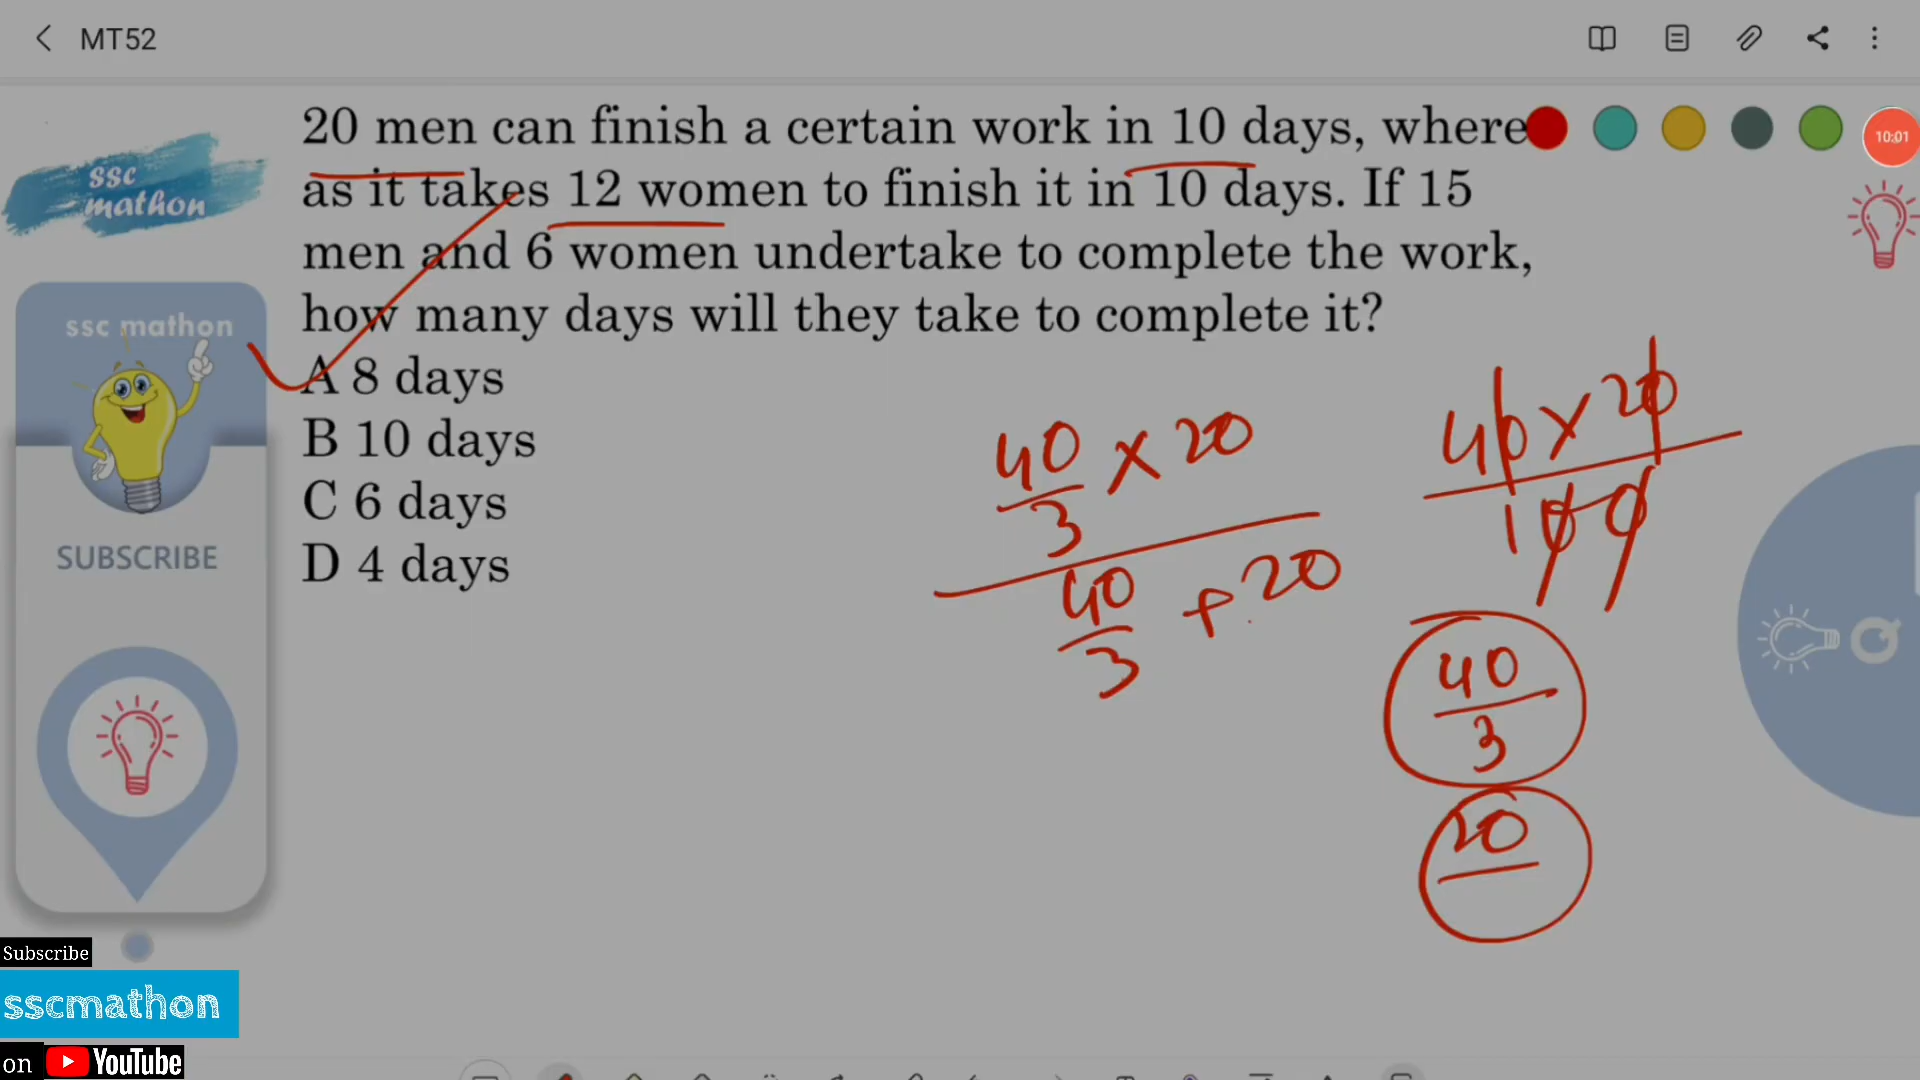 MT52
20 men can finish a certain work in 10 days, where
as it takes 12 women to finish it in 10 days. If 15
men and 6 women undertake to complete the work,
how many days will they take to complete it?
A 8 days
B 10 days
C 6 days
D 4 days
10:01
ssc
mathon
ssc mathon
SUBSCRIBE
40/3 × 20
40/3 + 20
40 × 20
100
40
3
20
Q
Subscribe
sscmathon
on YouTube